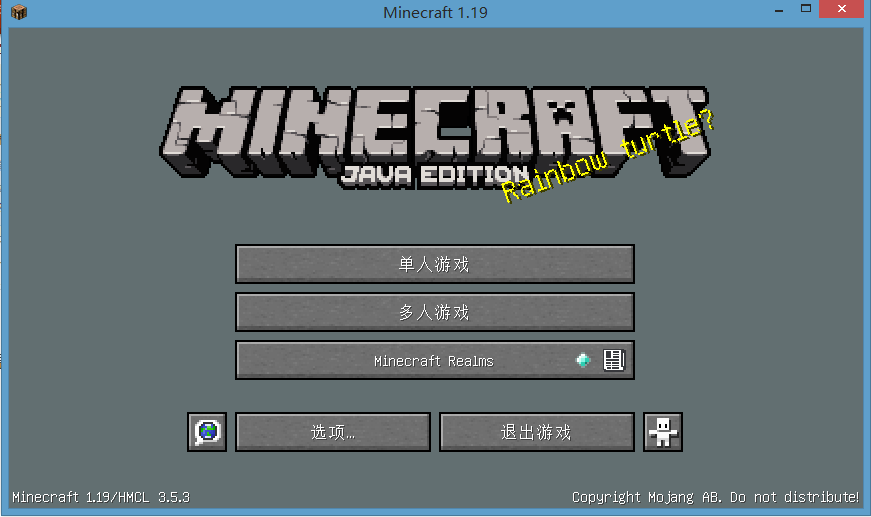 Minecraft 1.19
MINECRAFT
JAVA EDITION
Rainbow turtle?
单人游戏
多人游戏
Minecraft Realms
选项...
退出游戏
Minecraft 1.19/HMCL 3.5.3
Copyright Mojang AB. Do not distribute!